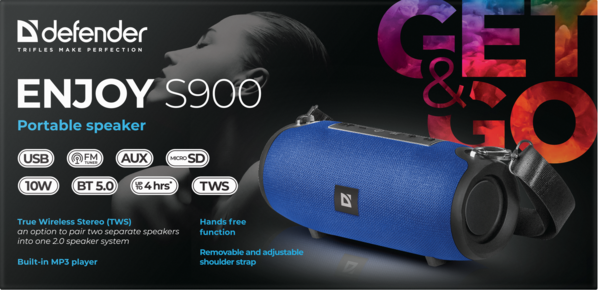 defender
TRIFLES MAKE PERFECTION
GET
&
GO
ENJOY S900
Portable speaker
USB
FM TUNER
AUX
MICRO SD
10W
BT 5.0
UP TO 4 hrs*
TWS
True Wireless Stereo (TWS)
an option to pair two separate speakers
into one 2.0 speaker system
Built-in MP3 player
Hands free
function
Removable and adjustable
shoulder strap